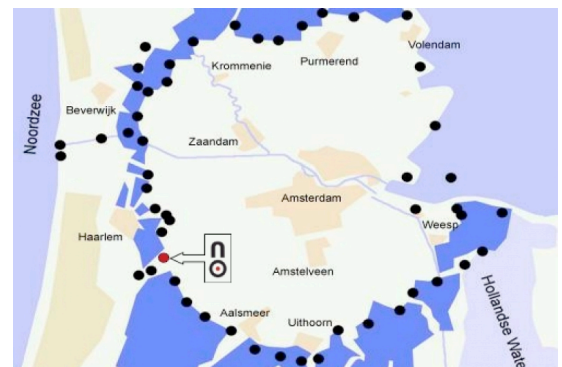 Volendam
Purmerend
Krommenie
Beverwijk
Noordzee
Zaandam
Amsterdam
Weesp
Haarlem
Amstelveen
Hollandse Wate
Aalsmeer
Uithoorn